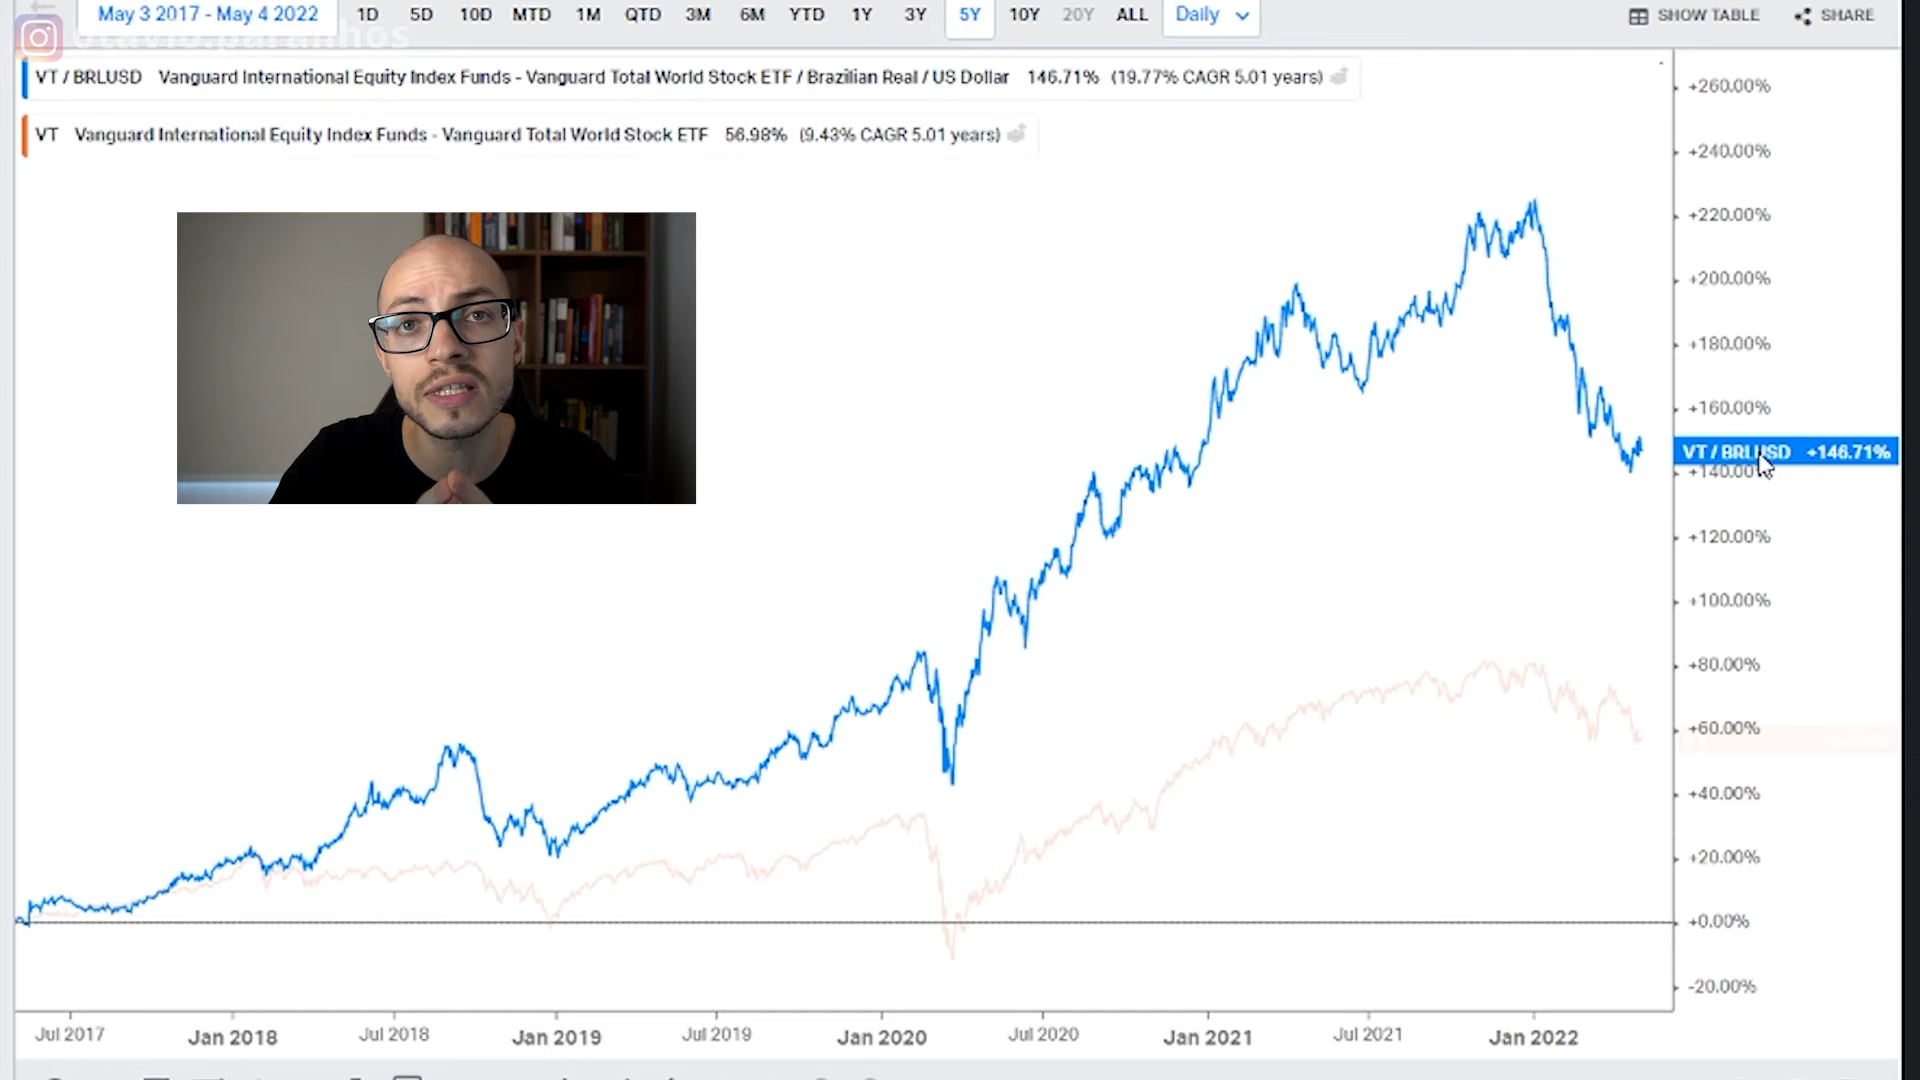 May 3 2017 - May 4 2022 1D 5D 10D MTD 1M QTD 3M 6M YTD 1Y 3Y 5Y 10Y 20Y ALL Daily SHOW TABLE SHARE
otavio.paranhos
VT / BRLUSD Vanguard International Equity Index Funds - Vanguard Total World Stock ETF / Brazilian Real / US Dollar 146.71% (19.77% CAGR 5.01 years)
VT Vanguard International Equity Index Funds - Vanguard Total World Stock ETF 56.98% (9.43% CAGR 5.01 years)
+260.00%
+240.00%
+220.00%
+200.00%
+180.00%
+160.00%
VT / BRLUSD +146.71%
+140.00%
+120.00%
+100.00%
+80.00%
+60.00%
+40.00%
+20.00%
+0.00%
-20.00%
Jul 2017 Jan 2018 Jul 2018 Jan 2019 Jul 2019 Jan 2020 Jul 2020 Jan 2021 Jul 2021 Jan 2022